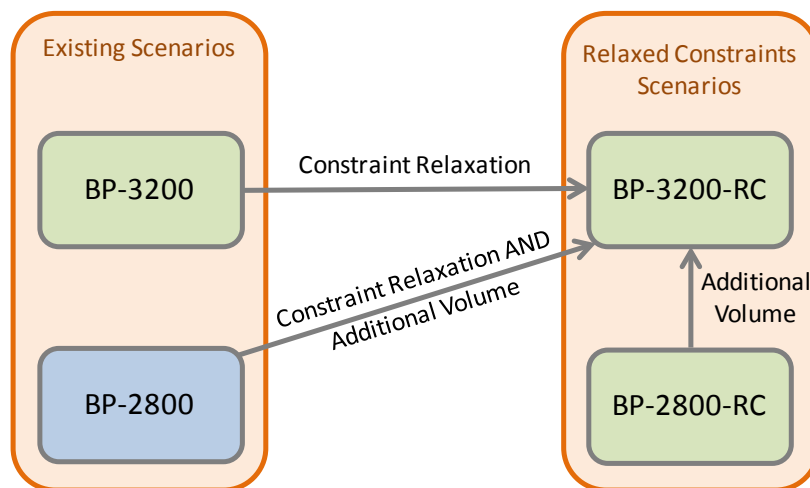 Existing Scenarios
Relaxed Constraints
Scenarios
BP-3200
Constraint Relaxation
BP-3200-RC
Constraint Relaxation AND
Additional Volume
Additional
Volume
BP-2800
BP-2800-RC